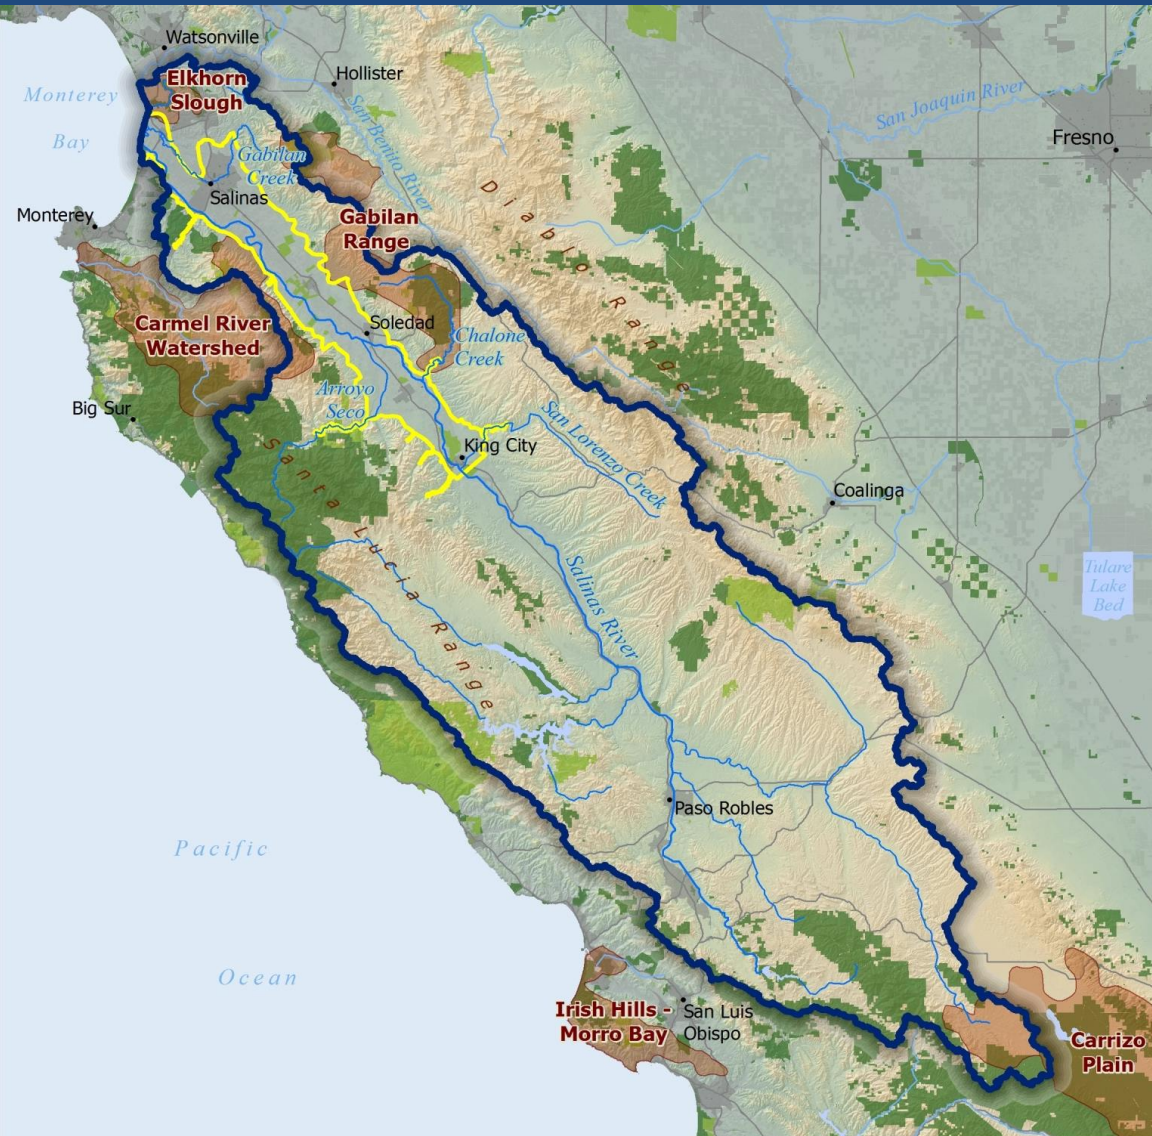 Watsonville
Hollister
Elkhorn
Slough
Monterey
Bay
San Benito River
San Joaquin River
Fresno
Gabilan
Creek
Salinas
Monterey
Gabilan
Range
Diablo Range
Carmel River
Watershed
Soledad
Chalone
Creek
Arroyo
Seco
Big Sur
King City
San Lorenzo Creek
Coalinga
Santa Lucia Range
Salinas River
Tulare
Lake
Bed
Paso Robles
Pacific
Ocean
Irish Hills -
Morro Bay
San Luis
Obispo
Carrizo
Plain